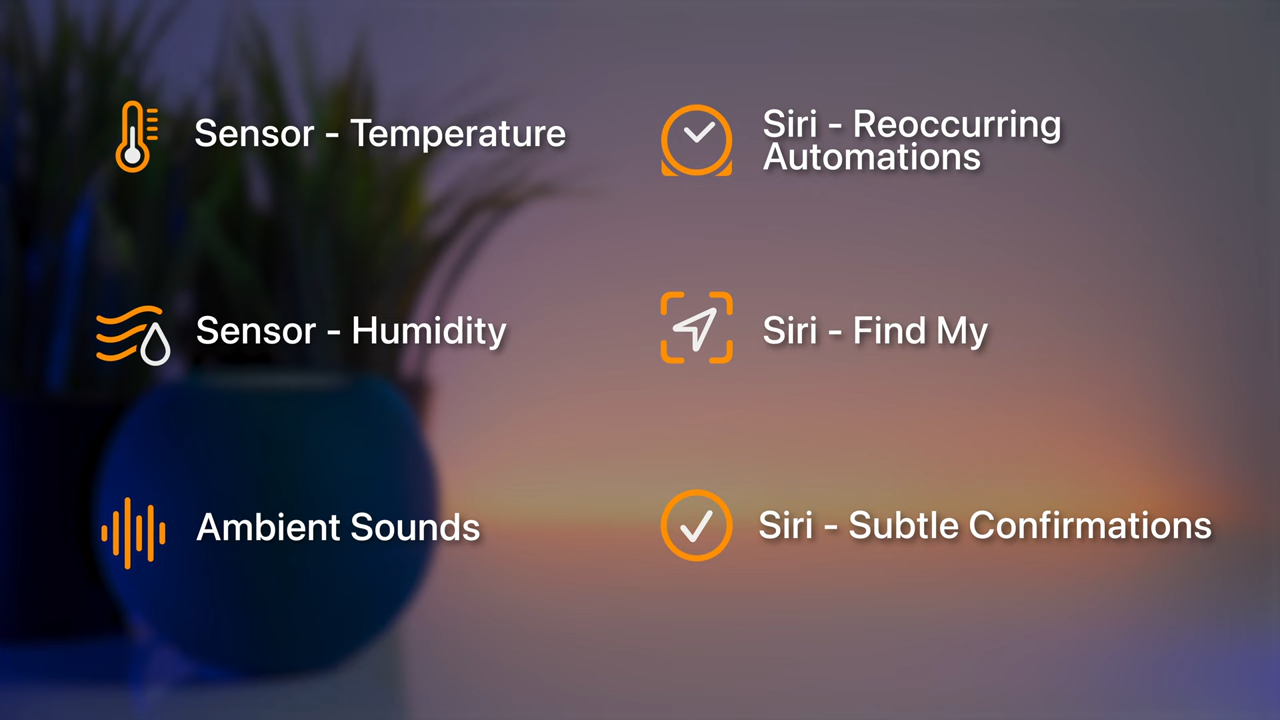 Sensor - Temperature
Sensor - Humidity
Ambient Sounds
Siri - Reoccurring
Automations
Siri - Find My
Siri - Subtle Confirmations